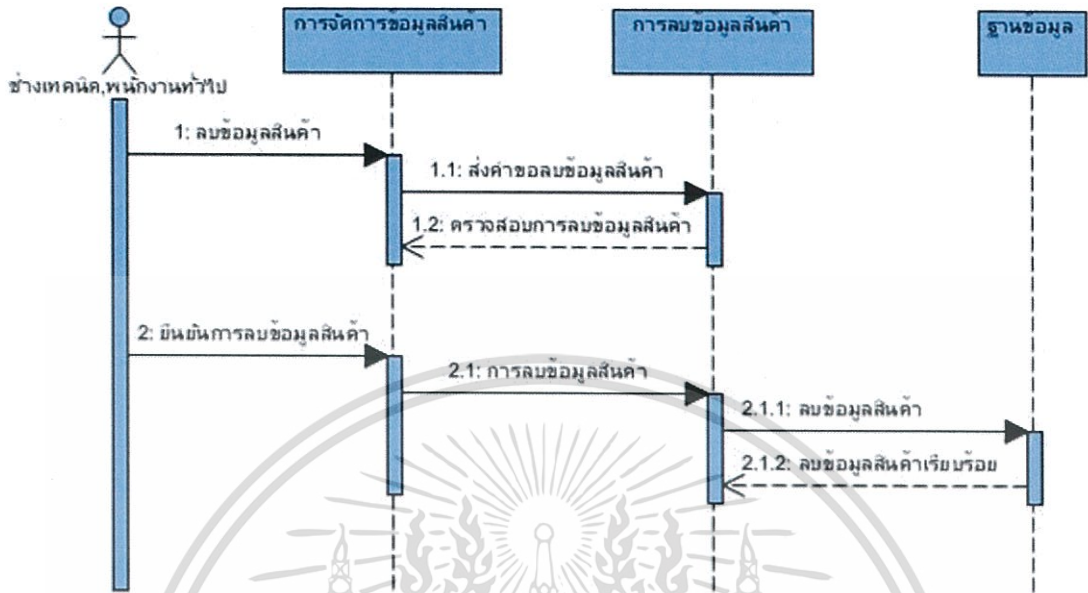 การจัดการข้อมูลสินค้า
การลบข้อมูลสินค้า
ฐานข้อมูล
ช่างเทคนิค,พนักงานทั่วไป
1: ลบข้อมูลสินค้า
1.1: ส่งคำขอลบข้อมูลสินค้า
1.2: ตรวจสอบการลบข้อมูลสินค้า
2: ยืนยันการลบข้อมูลสินค้า
2.1: การลบข้อมูลสินค้า
2.1.1: ลบข้อมูลสินค้า
2.1.2: ลบข้อมูลสินค้าเรียบร้อย